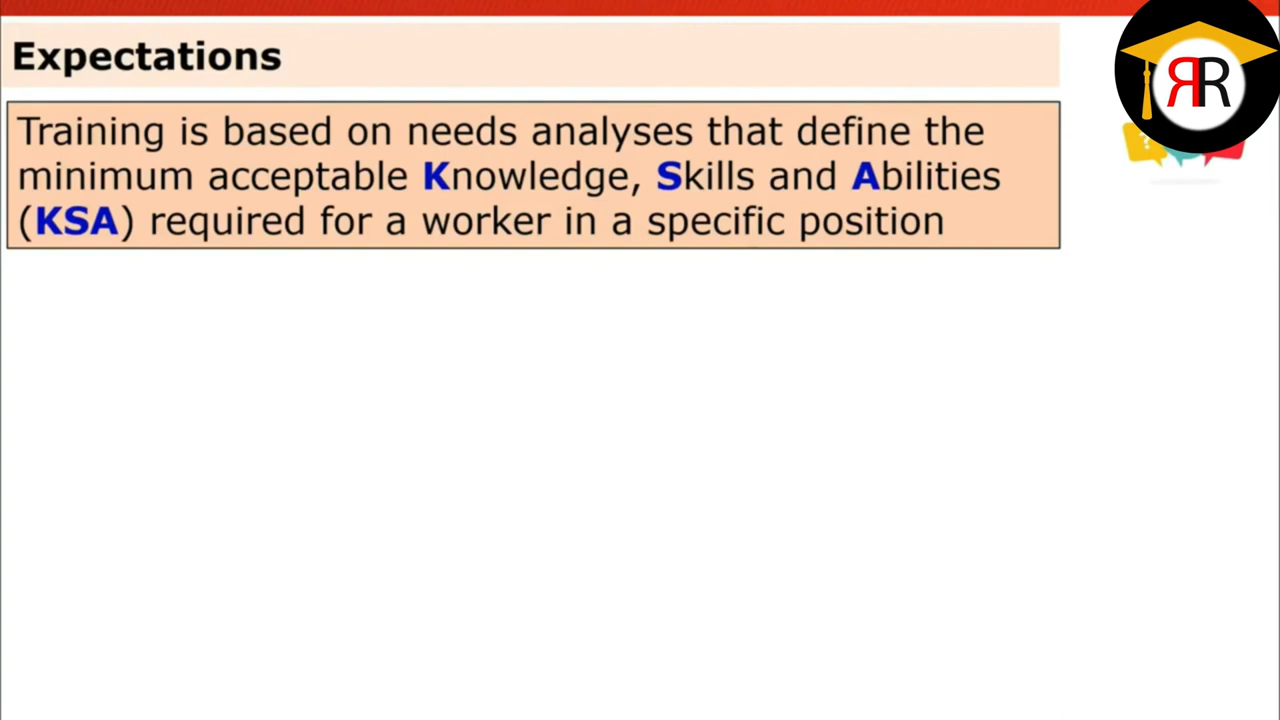 Expectations
Training is based on needs analyses that define the
minimum acceptable Knowledge, Skills and Abilities
(KSA) required for a worker in a specific position
ЯR